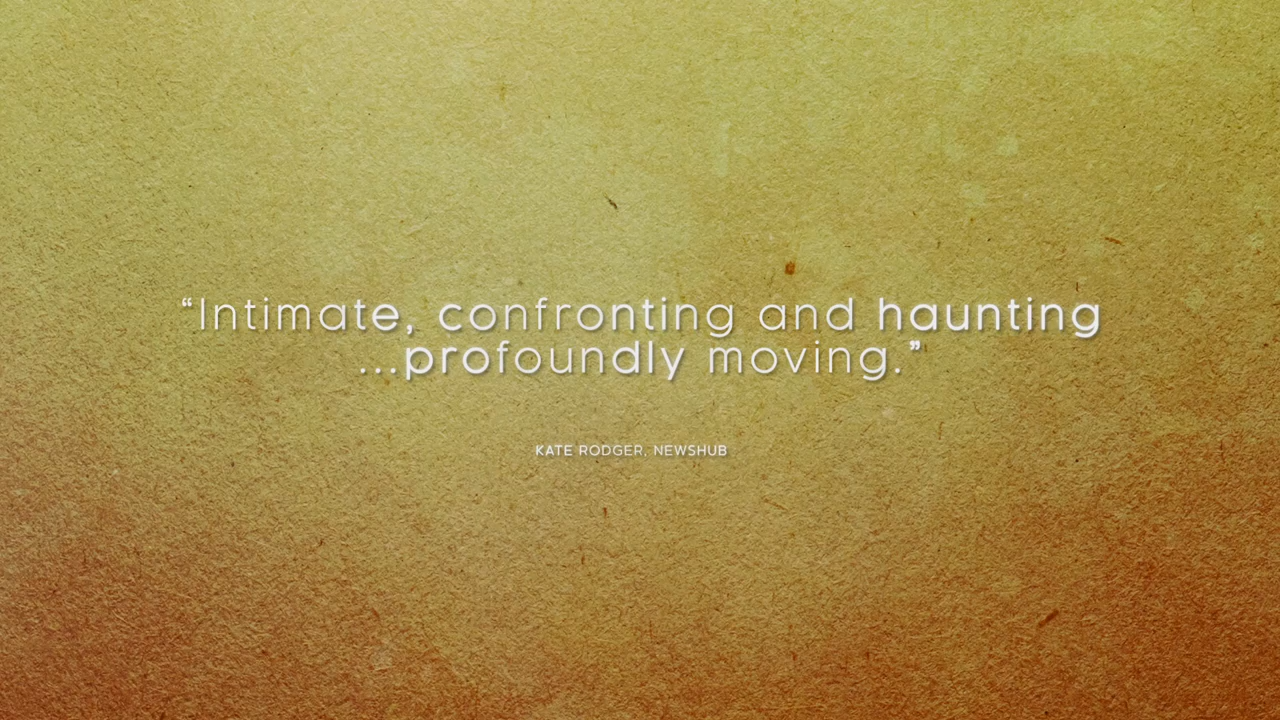 “Intimate, confronting and haunting
...profoundly moving.”
KATE RODGER, NEWSHUB